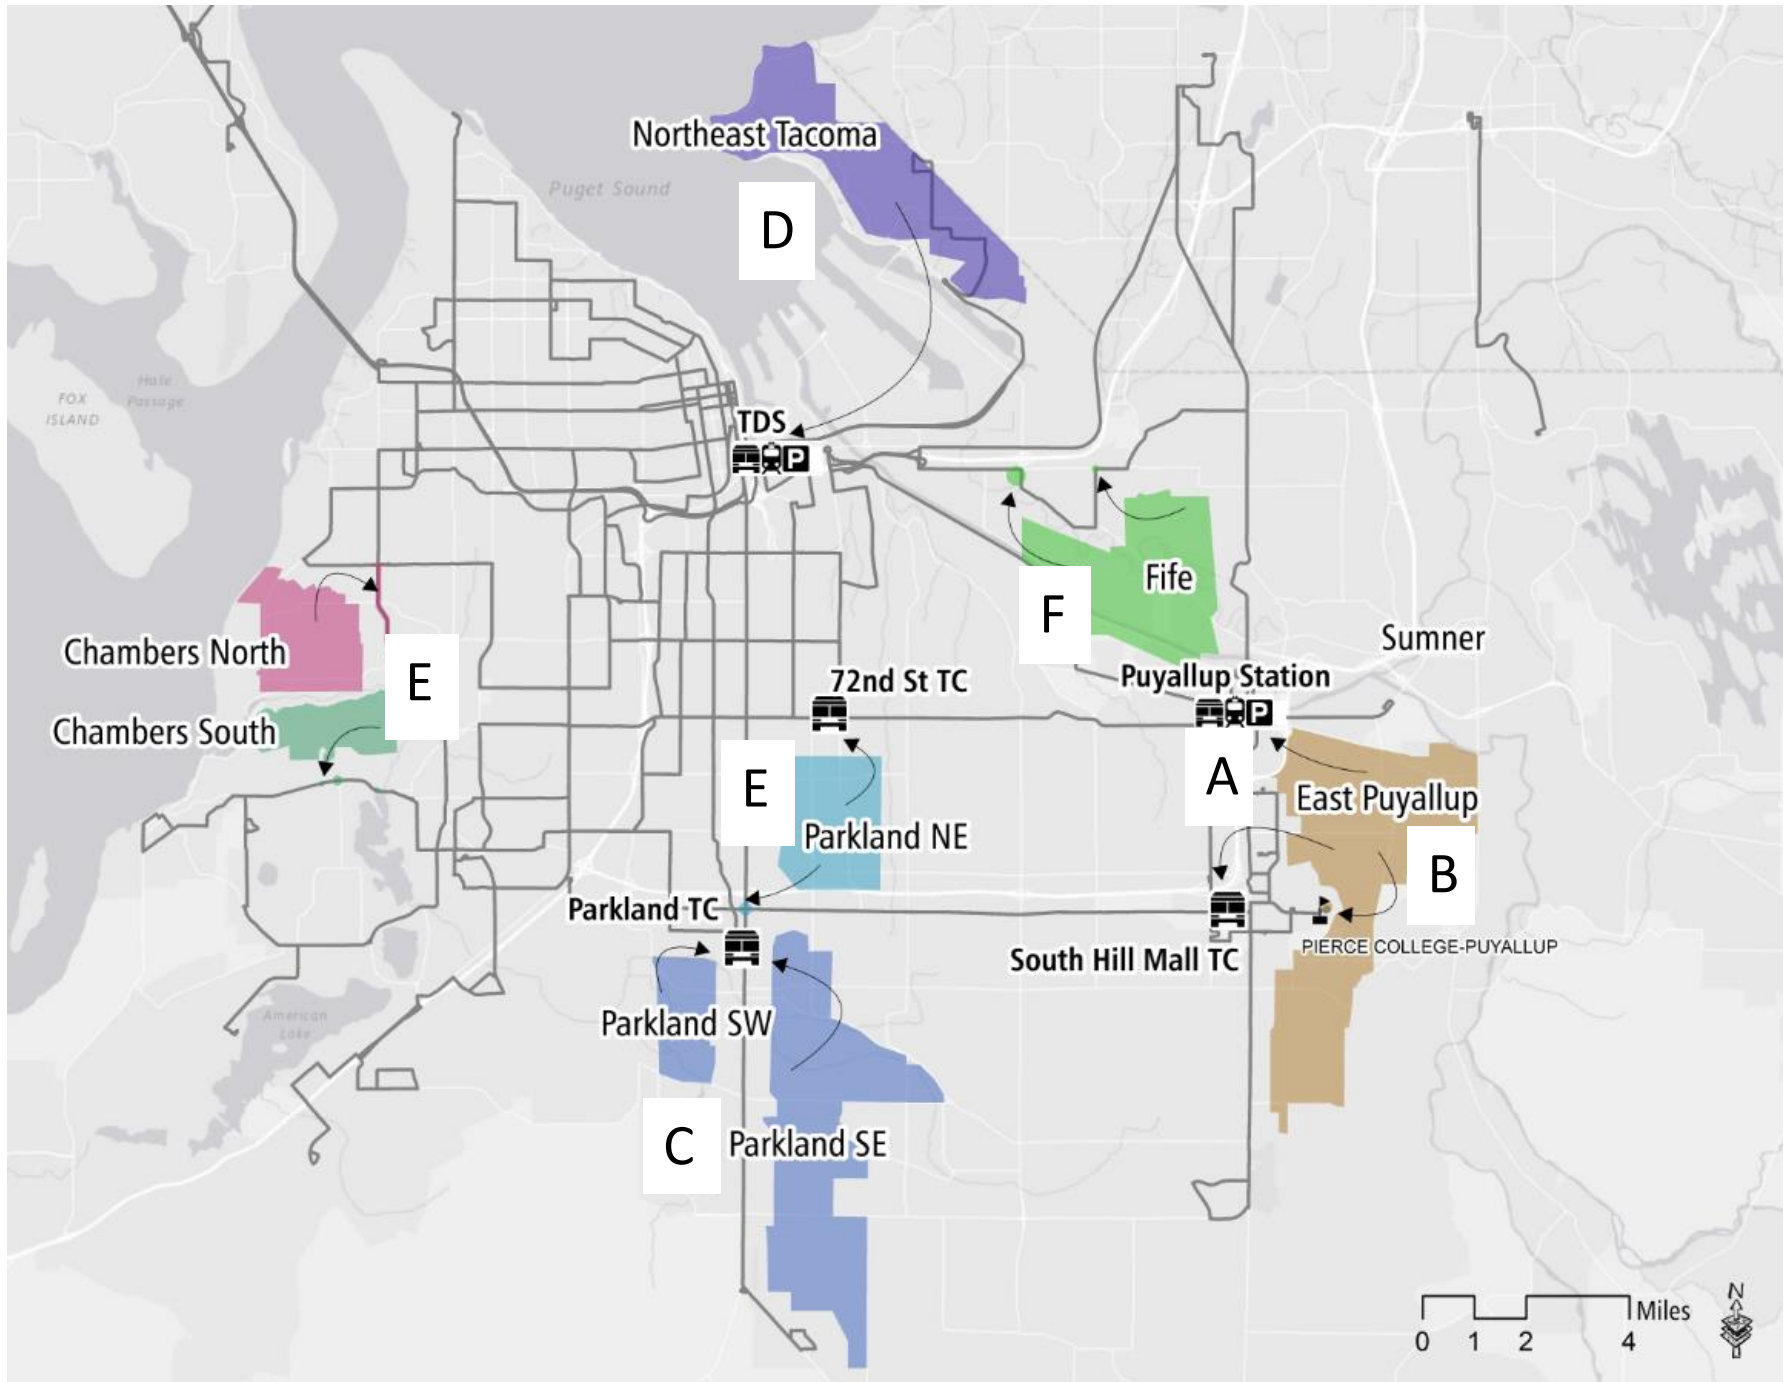 Northeast Tacoma
Puget Sound
D
FOX
ISLAND
Hale
Passage
TDS
P
Fife
F
Chambers North
E
Sumner
72nd St TC
Puyallup Station
P
Chambers South
E
A
East Puyallup
Parkland NE
B
Parkland TC
PIERCE COLLEGE-PUYALLUP
South Hill Mall TC
American
Lake
Parkland SW
C
Parkland SE
N
Miles
0 1 2 4